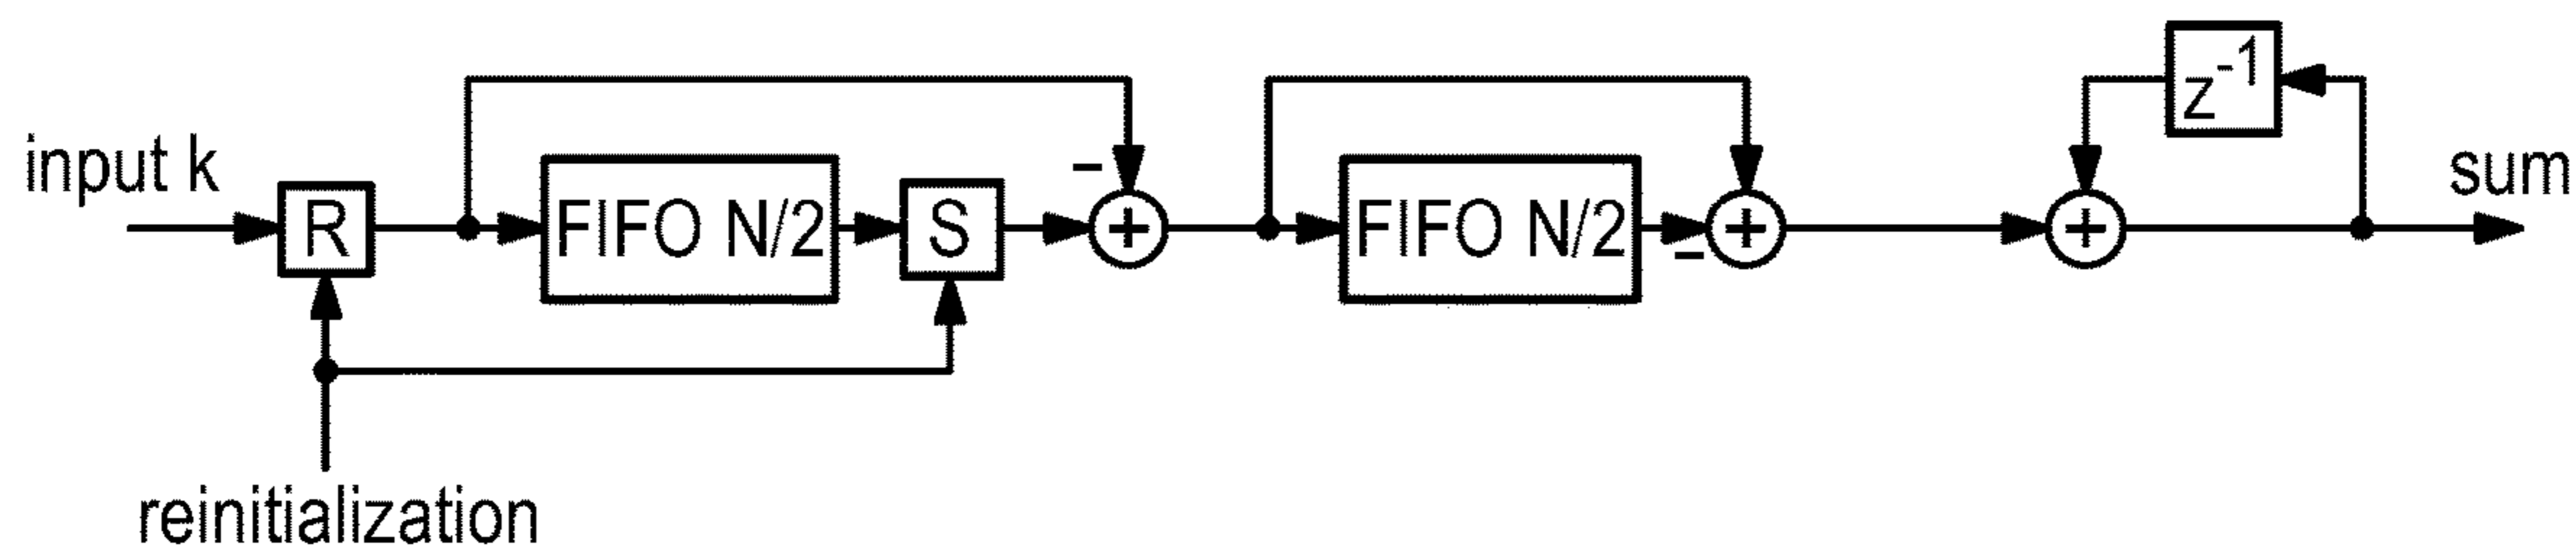 input k
R
FIFO N/2
S
-
+
FIFO N/2
-
+
z-1
+
sum
reinitialization